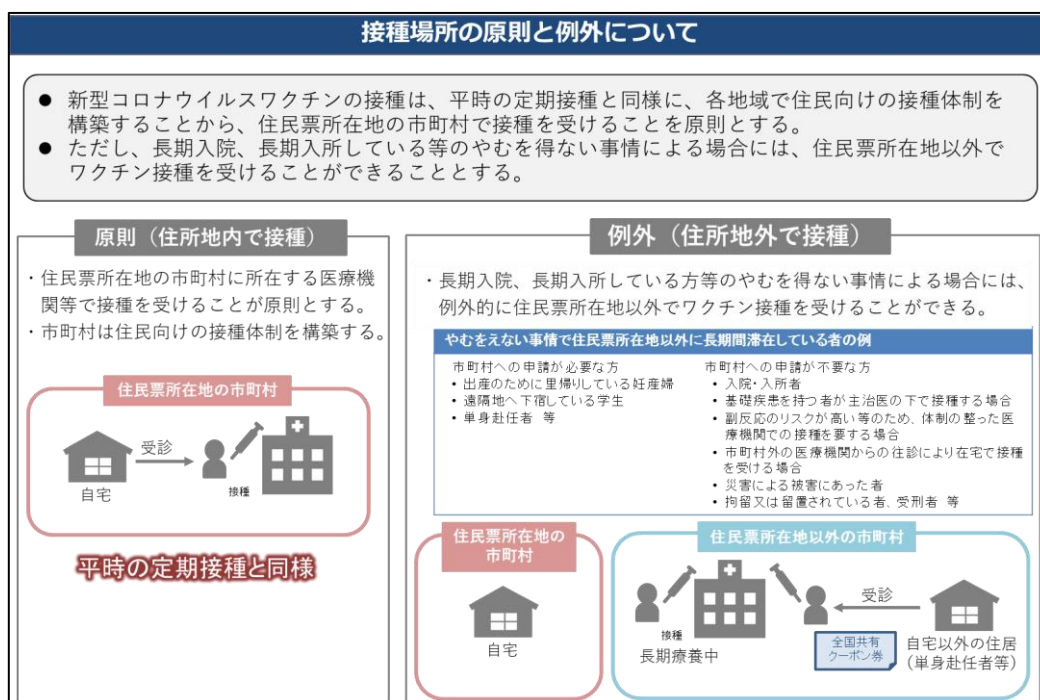 接種場所の原則と例外について
● 新型コロナウイルスワクチンの接種は、平時の定期接種と同様に、各地域で住民向けの接種体制を
構築することから、住民票所在地の市町村で接種を受けることを原則とする。
● ただし、長期入院、長期入所している等のやむを得ない事情による場合には、住民票所在地以外で
ワクチン接種を受けることができることとする。
原則（住所地内で接種）
・住民票所在地の市町村に所在する医療機
関等で接種を受けることが原則とする。
・市町村は住民向けの接種体制を構築する。
住民票所在地の市町村
受診
自宅
接種
平時の定期接種と同様
例外（住所地外で接種）
・長期入院、長期入所している方等のやむを得ない事情による場合には、
例外的に住民票所在地以外でワクチン接種を受けることができる。
やむをえない事情で住民票所在地以外に長期間滞在している者の例
市町村への申請が必要な方
• 出産のために里帰りしている妊産婦
• 遠隔地へ下宿している学生
• 単身赴任者 等
市町村への申請が不要な方
• 入院・入所者
• 基礎疾患を持つ者が主治医の下で接種する場合
• 副反応のリスクが高い等のため、体制の整った医
療機関での接種を要する場合
• 市町村外の医療機関からの往診により在宅で接種
を受ける場合
• 災害による被害にあった者
• 拘留又は留置されている者、受刑者 等
住民票所在地の
市町村
自宅
住民票所在地以外の市町村
接種
長期療養中
受診
全国共有
クーポン券
自宅以外の住居
（単身赴任者等）